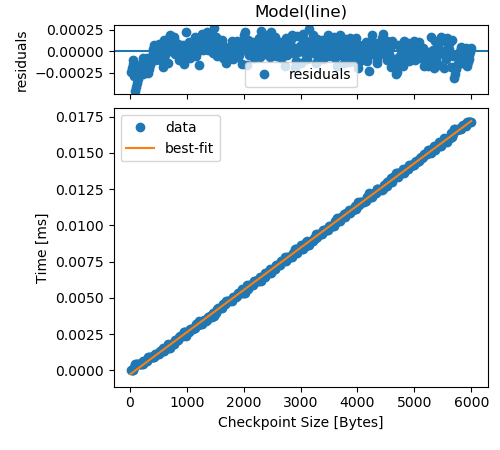 Model(line)
residuals
0.00025
0.00000
−0.00025
residuals
Time [ms]
0.0175
0.0150
0.0125
0.0100
0.0075
0.0050
0.0025
0.0000
data
best-fit
0 1000 2000 3000 4000 5000 6000
Checkpoint Size [Bytes]